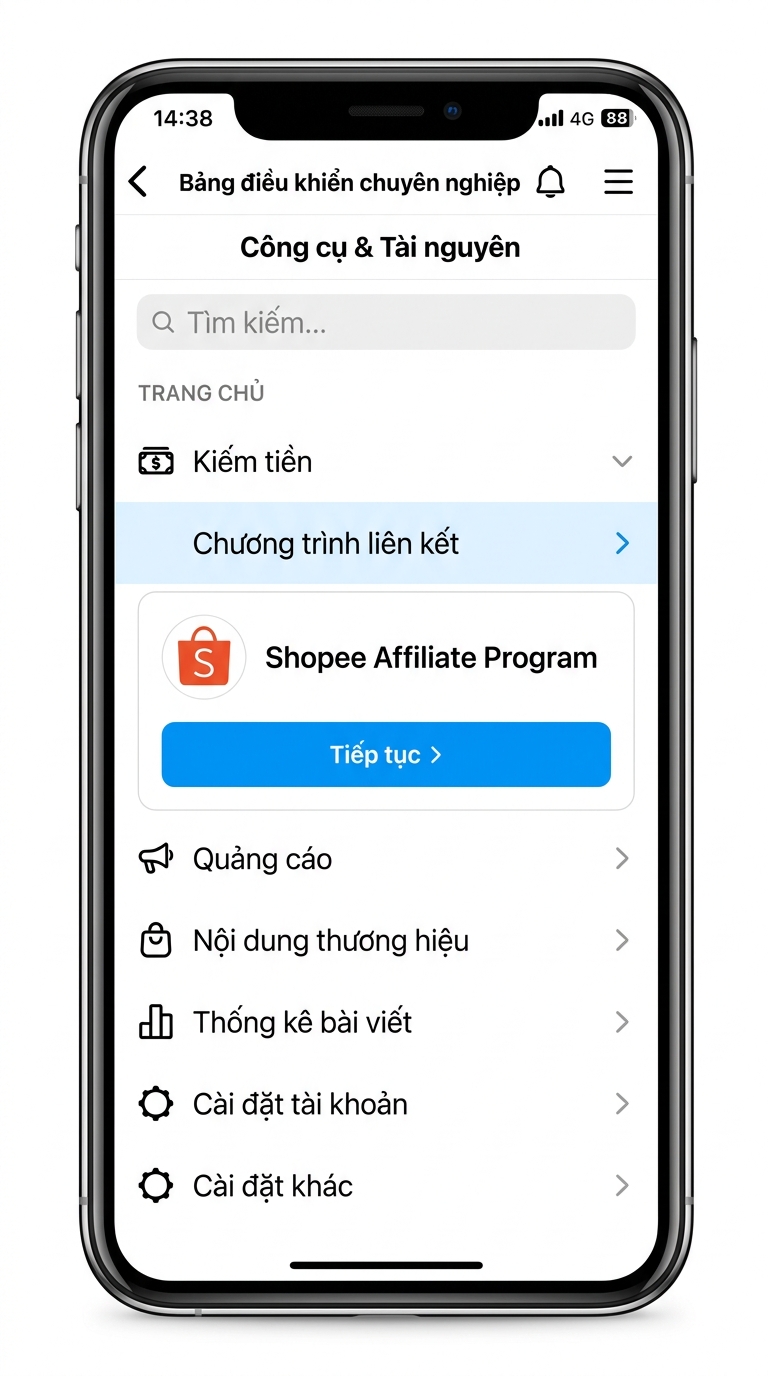 14:38
4G 88
Bảng điều khiển chuyên nghiệp
Công cụ & Tài nguyên
Tìm kiếm...
TRANG CHỦ
$ Kiếm tiền
Chương trình liên kết
S Shopee Affiliate Program
Tiếp tục >
Quảng cáo
Nội dung thương hiệu
Thống kê bài viết
Cài đặt tài khoản
Cài đặt khác